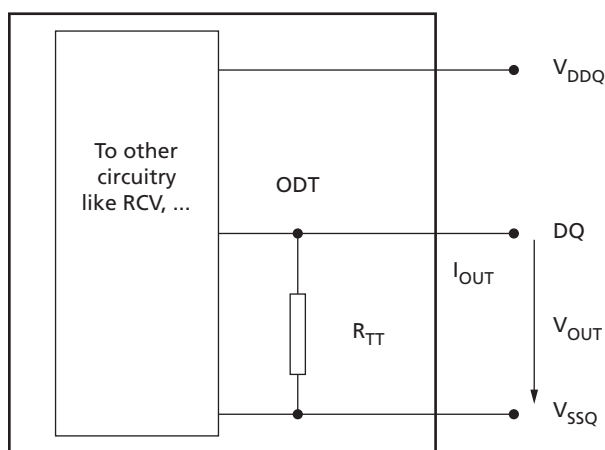 V_DDQ
To other
circuitry
like RCV, ...
ODT
DQ
I_OUT
R_TT
V_OUT
V_SSQ